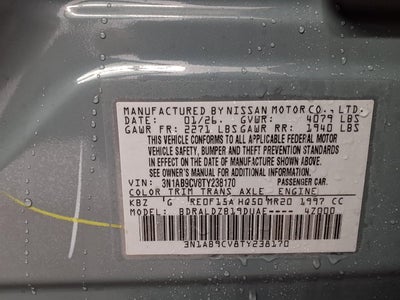 MANUFACTURED BY NISSAN MOTOR CO., LTD.
DATE: 01/26. GVWR: 4079 LBS
GAWR FR: 2271 LBS GAWR RR: 1940 LBS
THIS VEHICLE CONFORMS TO ALL APPLICABLE FEDERAL MOTOR
VEHICLE SAFETY, BUMPER AND THEFT PREVENTION STANDARDS
IN EFFECT ON THE DATE OF MANUFACTURE SHOWN ABOVE.
SEE OWNER'S MANUAL FOR ADDITIONAL INFORMATION
VIN: 3N1AB9CV8TY238170 PASSENGER CAR.
COLOR TRIM TRANS AXLE ENGINE
KBZ G RE0F15A HQ50 MR20 1997 CC
MODEL: BDRALDZB19DUAE---- 47000
3N1AB9CV8TY238170